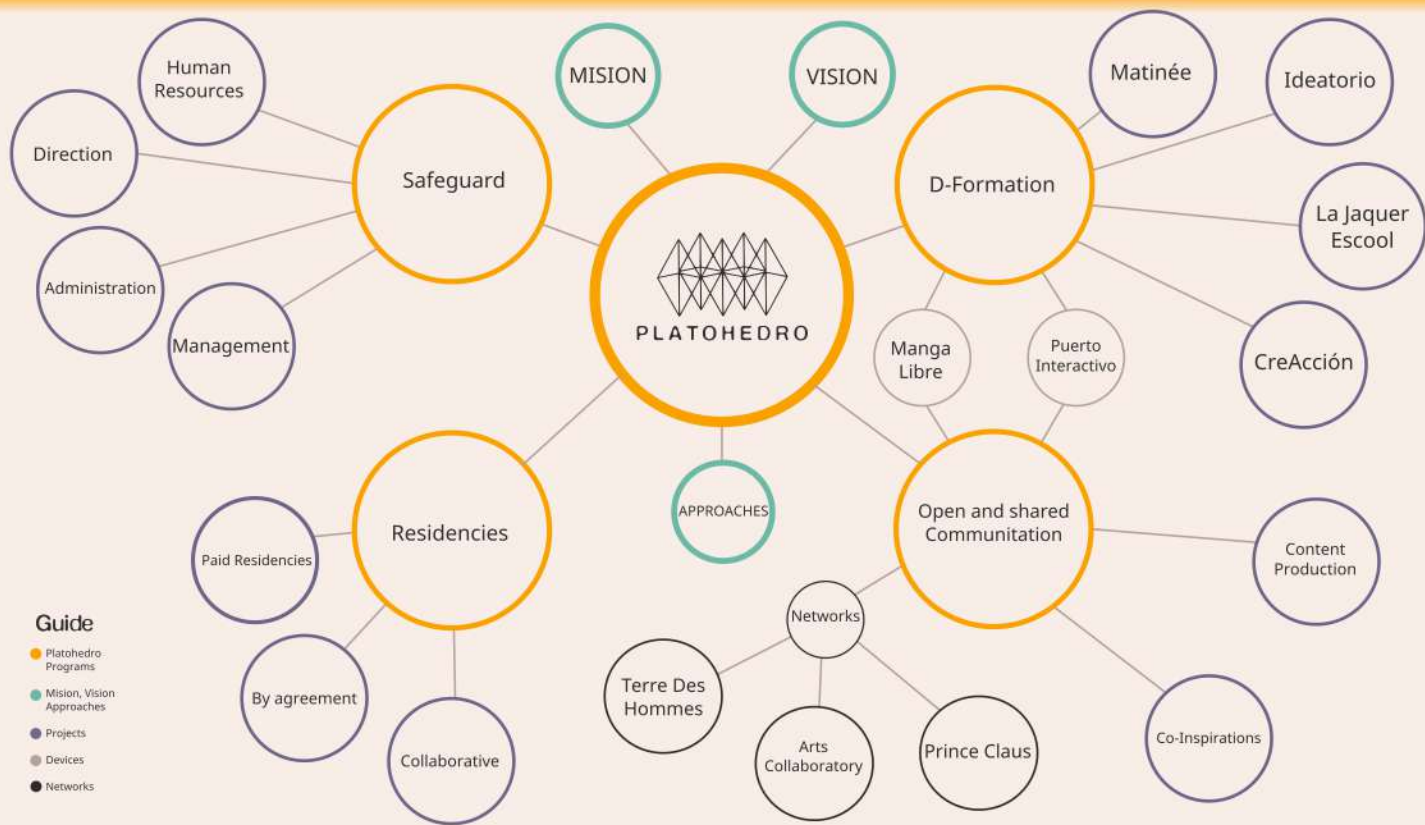 Human
Resources
MISION
VISION
Matinée
Ideatorio
Direction
Safeguard
D-Formation
La Jaquer
Escool
Administration
PLATOHEDRO
Management
Manga
Libre
Puerto
Interactivo
CreAcción
Residencies
APPROACHES
Open and shared
Communitation
Paid Residencies
Content
Production
Networks
Terre Des
Hommes
By agreement
Collaborative
Arts
Collaboratory
Prince Claus
Co-Inspirations
Guide
Platohedro
Programs
Mision, Vision
Approaches
Projects
Devices
Networks